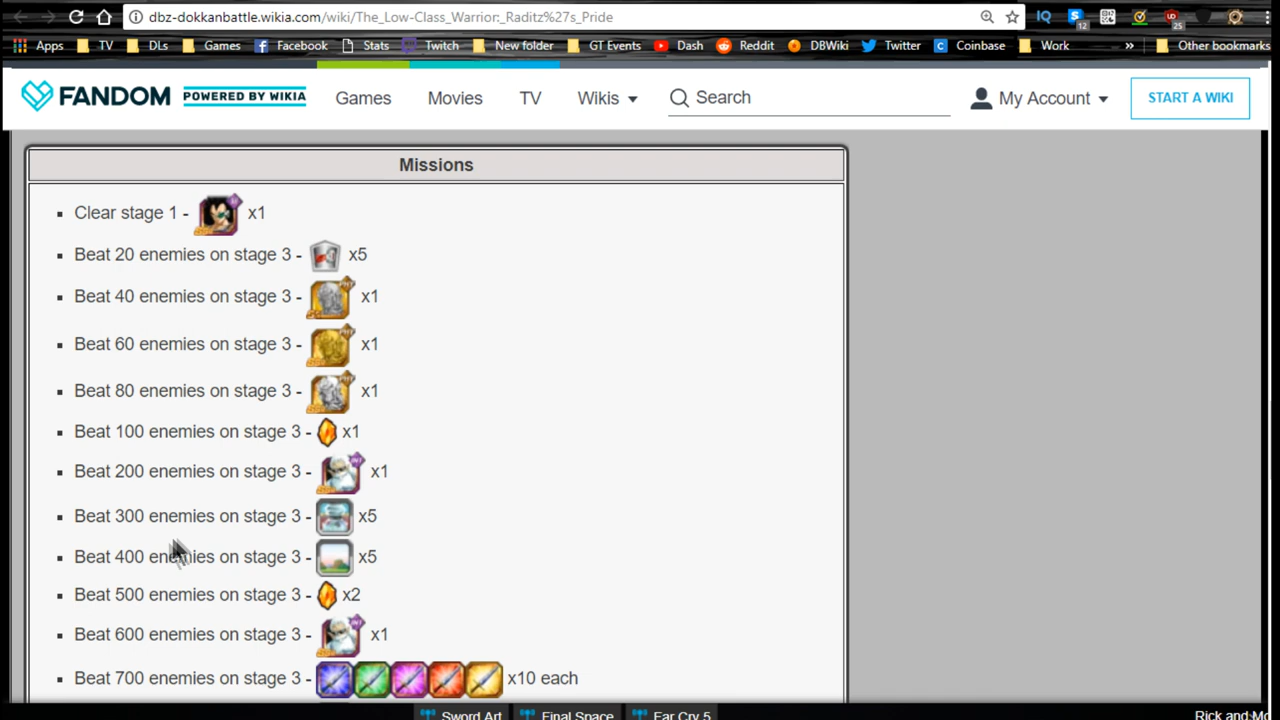 dbz-dokkanbattle.wikia.com/wiki/The_Low-Class_Warrior:_Raditz%27s_Pride
IQ 12 25
Apps TV DLs Games Facebook Stats Twitch New folder GT Events Dash Reddit DBWiki Twitter Coinbase Work » Other bookmarks
FANDOM POWERED BY WIKIA Games Movies TV Wikis Search My Account START A WIKI
Missions
Clear stage 1 - x1
Beat 20 enemies on stage 3 - x5
Beat 40 enemies on stage 3 - x1
Beat 60 enemies on stage 3 - x1
Beat 80 enemies on stage 3 - x1
Beat 100 enemies on stage 3 - x1
Beat 200 enemies on stage 3 - x1
Beat 300 enemies on stage 3 - x5
Beat 400 enemies on stage 3 - x5
Beat 500 enemies on stage 3 - x2
Beat 600 enemies on stage 3 - x1
Beat 700 enemies on stage 3 - x10 each
Sword Art Final Space Far Cry 5 Rick and Mo